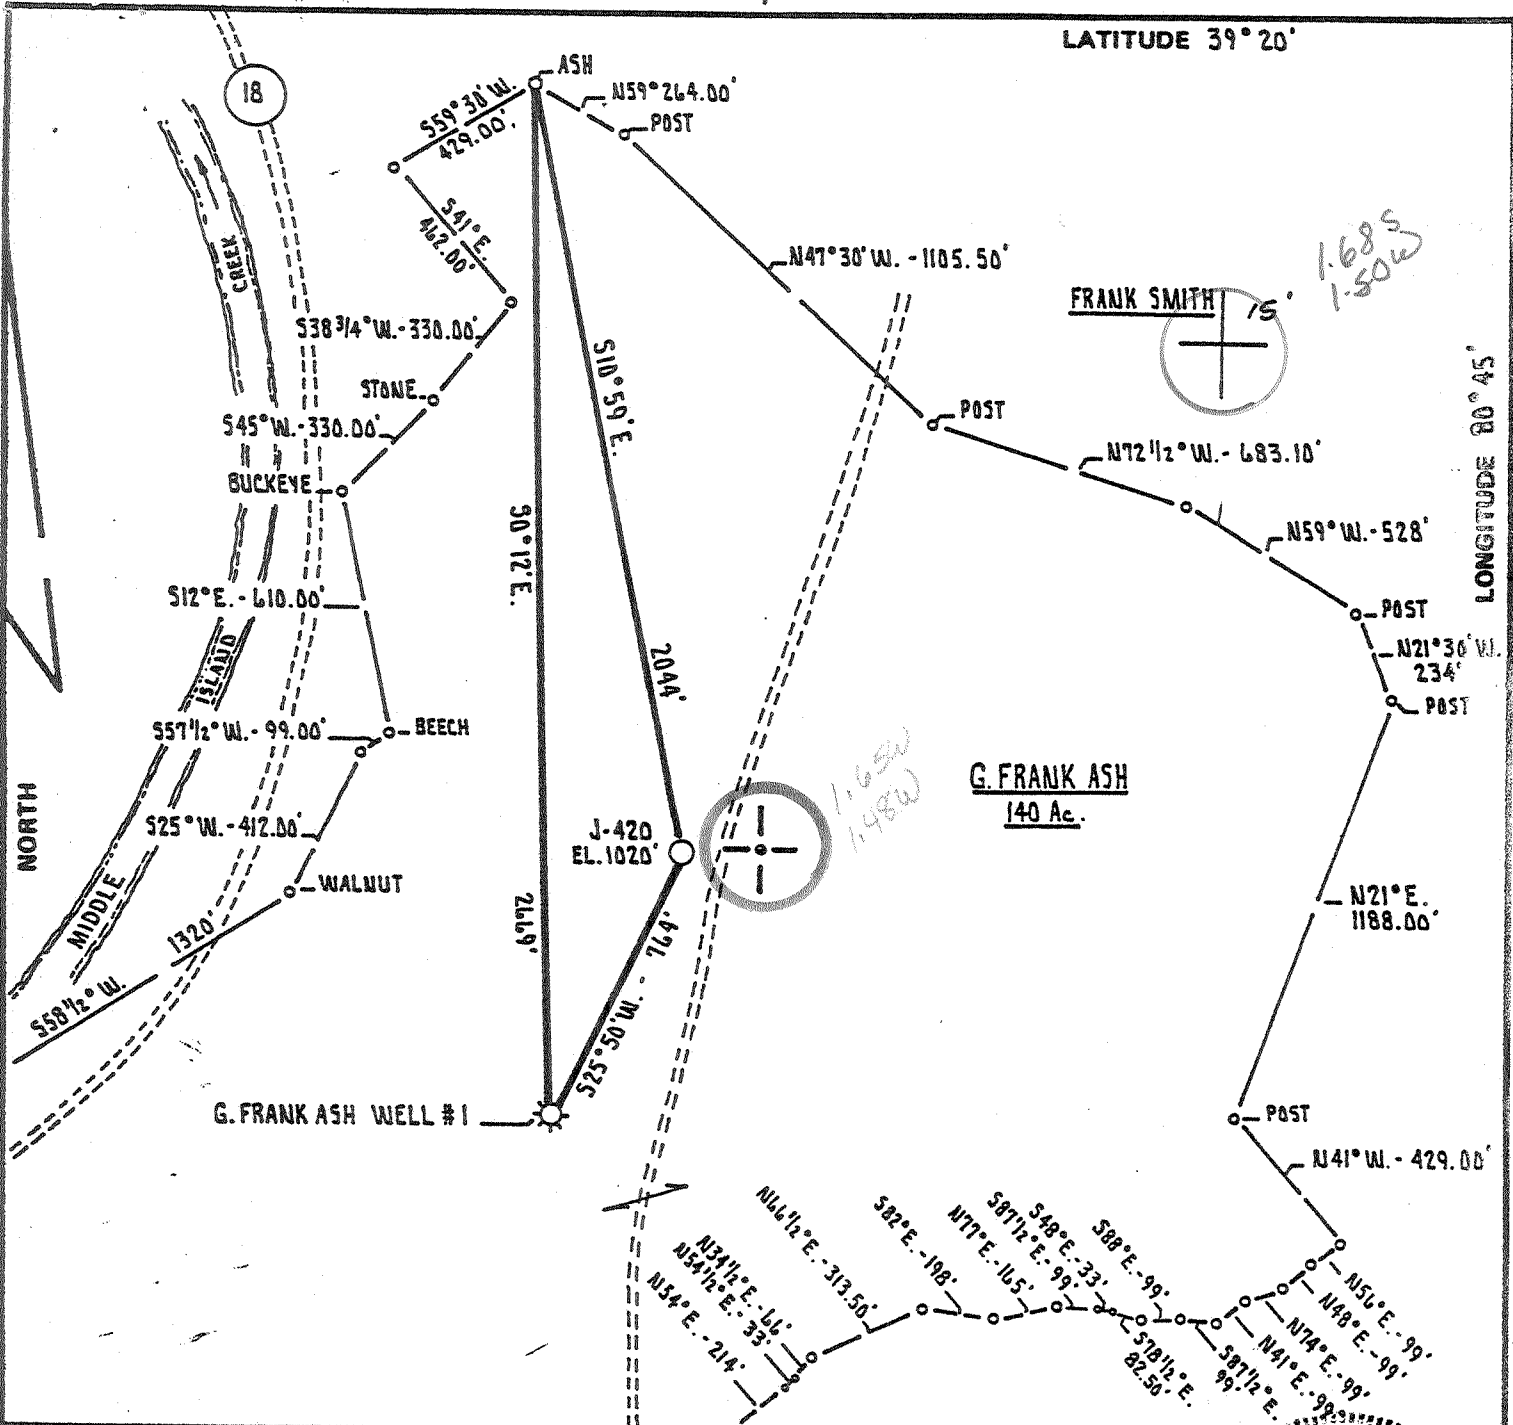 LATITUDE 39° 20'
18
ASH
N59° 264.00'
POST
S59° 30' W.
429.00'
S41° E.
462.00'
CREEK
N47° 30' W. - 1105.50'
1.68 S
1.50 W
FRANK SMITH
15'
S38 3/4° W. - 330.00'
S10° 59' E.
LONGITUDE 80° 45'
STONE
S45° W. - 330.00'
POST
N72 1/2° W. - 683.10'
BUCKEYE
S0° 12' E.
N59° W. - 528'
S12° E. - 610.00'
POST
ISLAND
N21° 30' W.
234'
2044'
POST
S57 1/2° W. - 99.00'
BEECH
1.48W
G. FRANK ASH
140 Ac.
NORTH
S25° W. - 412.00'
J-420
EL. 1020'
WALNUT
MIDDLE
1320'
2669'
764'
N21° E.
1188.00'
S58 1/2° W.
S25° 50' W. -
G. FRANK ASH WELL #1
POST
N41° W. - 429.00'
N66 1/2° E. - 313.50'
S82° E. - 198'
N77° E. - 165'
S87 1/2° E. - 99'
S48° E. - 33'
S88° E. - 99'
N34 1/2° E. - 66'
N54 1/2° E. - 33'
N54° E. - 214'
N56° E. - 99'
N48° E. - 99'
N74° E. - 99'
N41° E. - 99'
S87 1/2° E.
99'
S78 1/2° E.
82.50'